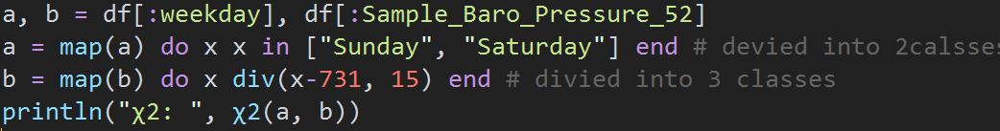 a, b = df[:weekday], df[:Sample_Baro_Pressure_52]
a = map(a) do x x in ["Sunday", "Saturday"] end # devied into 2calsses
b = map(b) do x div(x-731, 15) end # divied into 3 classes
println("χ2: ", χ2(a, b))